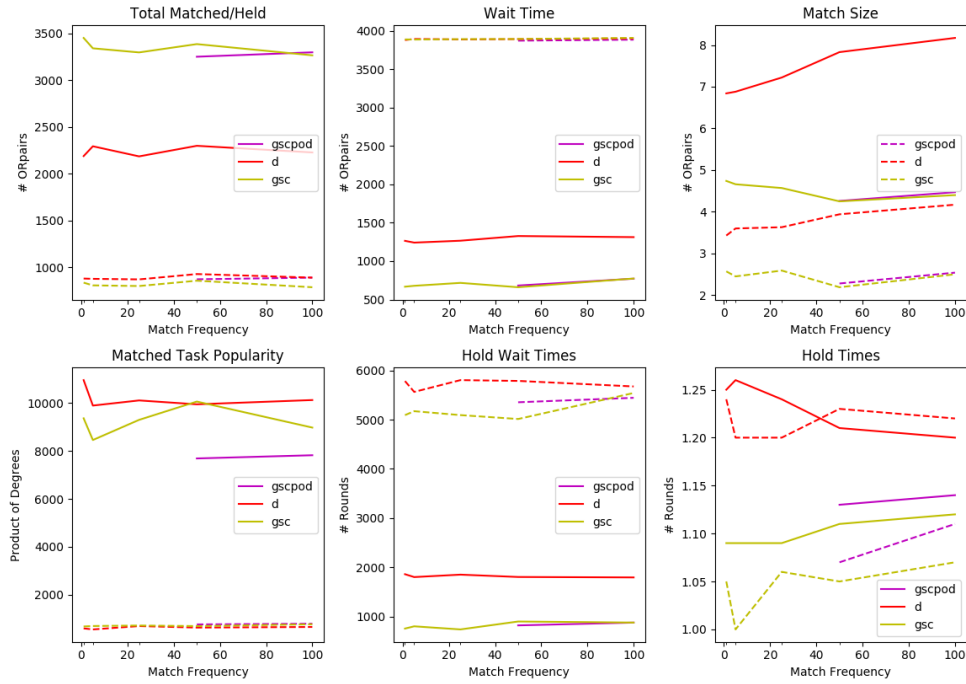 Total Matched/Held
# ORpairs
3500
3000
2500
2000
1500
1000
gscpod
d
gsc
0
20
40
60
80
100
Match Frequency
Wait Time
# ORpairs
4000
3500
3000
2500
2000
1500
1000
500
gscpod
d
gsc
0
20
40
60
80
100
Match Frequency
Match Size
# ORpairs
8
7
6
5
4
3
2
gscpod
d
gsc
0
20
40
60
80
100
Match Frequency
Matched Task Popularity
Product of Degrees
10000
8000
6000
4000
2000
gscpod
d
gsc
0
20
40
60
80
100
Match Frequency
Hold Wait Times
# Rounds
6000
5000
4000
3000
2000
1000
gscpod
d
gsc
0
20
40
60
80
100
Match Frequency
Hold Times
# Rounds
1.25
1.20
1.15
1.10
1.05
1.00
gscpod
d
gsc
0
20
40
60
80
100
Match Frequency